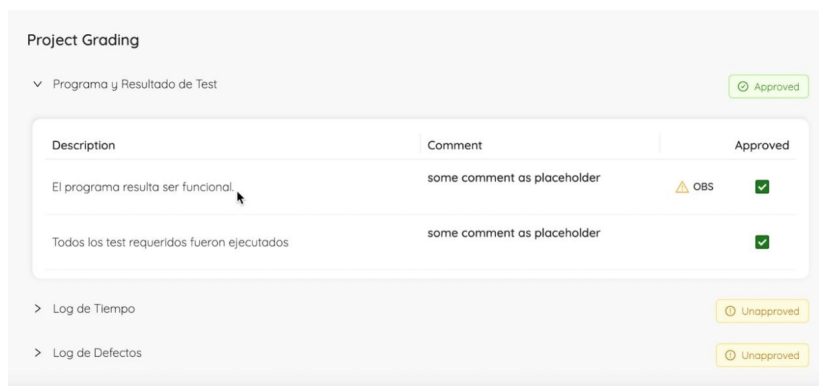 Project Grading
Programa y Resultado de Test
Approved
Description Comment Approved
El programa resulta ser funcional. some comment as placeholder OBS
Todos los test requeridos fueron ejecutados some comment as placeholder
Log de Tiempo Unapproved
Log de Defectos Unapproved